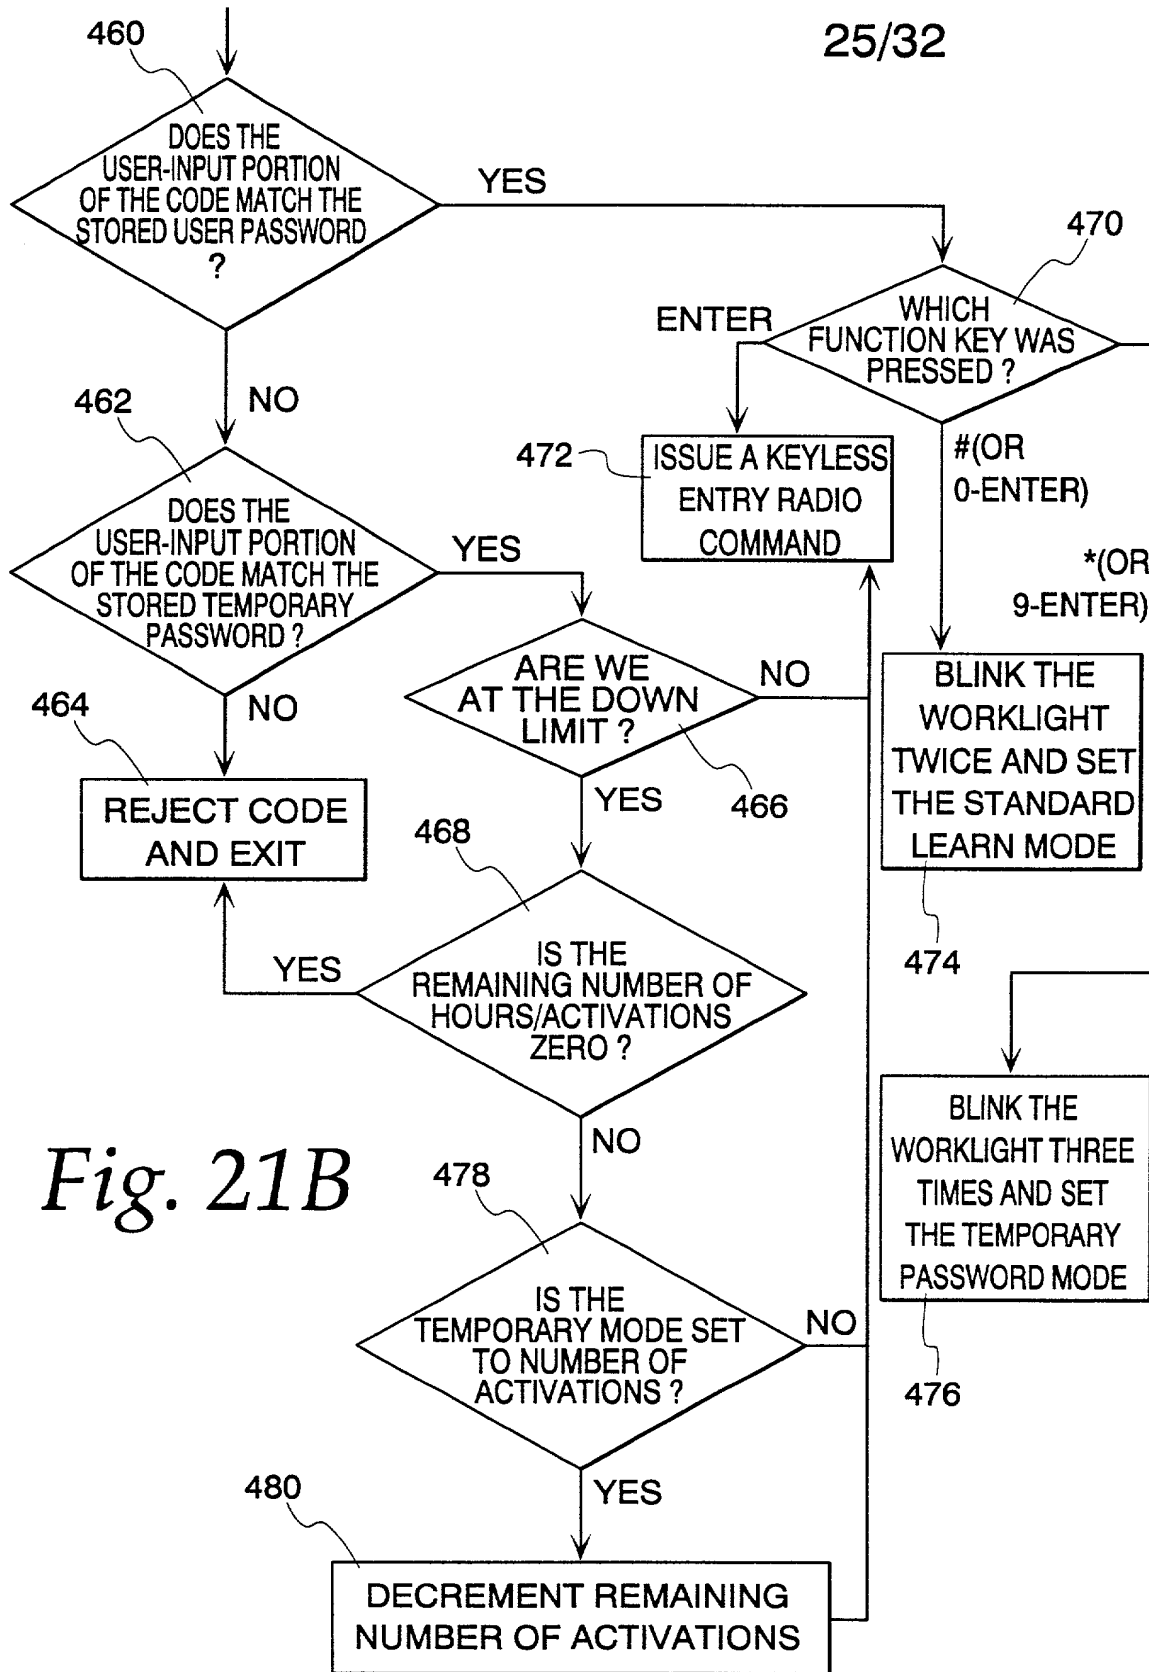 460
25/32
DOES THE
USER-INPUT PORTION
OF THE CODE MATCH THE
STORED USER PASSWORD
?
YES
470
WHICH
FUNCTION KEY WAS
PRESSED ?
ENTER
NO
462
472
ISSUE A KEYLESS
ENTRY RADIO
COMMAND
#(OR
0-ENTER)
*(OR
9-ENTER)
DOES THE
USER-INPUT PORTION
OF THE CODE MATCH THE
STORED TEMPORARY
PASSWORD ?
YES
NO
464
REJECT CODE
AND EXIT
ARE WE
AT THE DOWN
LIMIT ?
NO
466
YES
BLINK THE
WORKLIGHT
TWICE AND SET
THE STANDARD
LEARN MODE
474
468
IS THE
REMAINING NUMBER OF
HOURS/ACTIVATIONS
ZERO ?
YES
NO
BLINK THE
WORKLIGHT THREE
TIMES AND SET
THE TEMPORARY
PASSWORD MODE
476
Fig. 21B
478
IS THE
TEMPORARY MODE SET
TO NUMBER OF
ACTIVATIONS ?
NO
YES
480
DECREMENT REMAINING
NUMBER OF ACTIVATIONS